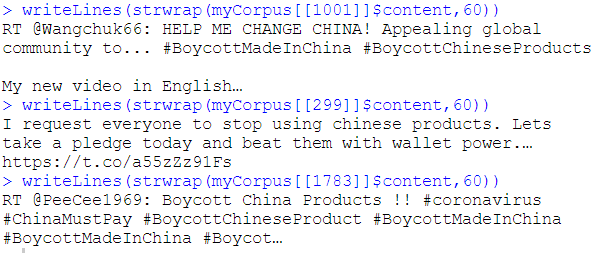 > writeLines(strwrap(myCorpus[[1001]]$content,60))
RT @Wangchuk66: HELP ME CHANGE CHINA! Appealing global
community to... #BoycottMadeInChina #BoycottChineseProducts
My new video in English…
> writeLines(strwrap(myCorpus[[299]]$content,60))
I request everyone to stop using chinese products. Lets
take a pledge today and beat them with wallet power.…
https://t.co/a55zZz91Fs
> writeLines(strwrap(myCorpus[[1783]]$content,60))
RT @PeeCee1969: Boycott China Products !! #coronavirus
#ChinaMustPay #BoycottChineseProduct #BoycottMadeInChina
#BoycottMadeInChina #Boycot…